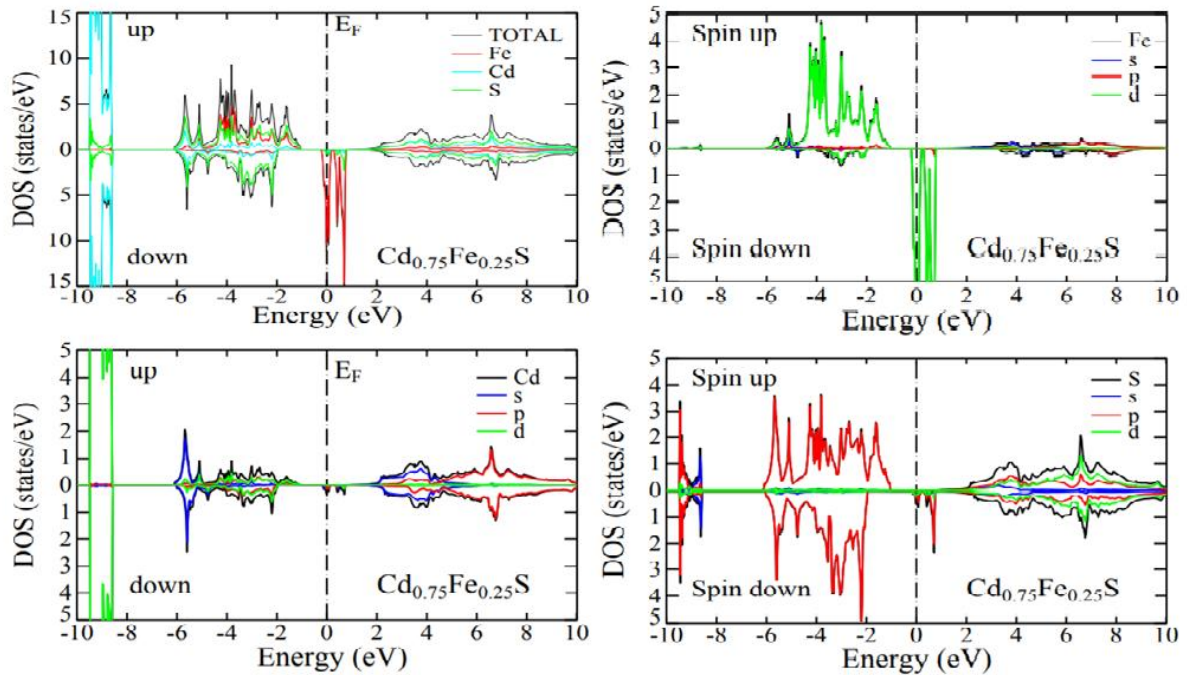 up
E_F
TOTAL
Fe
Cd
S
DOS (states/eV)
15
10
5
0
5
10
15
down
Cd0.75Fe0.25S
-10 -8 -6 -4 -2 0 2 4 6 8 10
Energy (eV)
Spin up
Fe
s
p
d
DOS (states/eV)
5
4
3
2
1
0
1
2
3
4
5
Spin down
Cd0.75Fe0.25S
-10 -8 -6 -4 -2 0 2 4 6 8 10
Energy (eV)
up
E_F
Cd
s
p
d
DOS (states/eV)
5
4
3
2
1
0
1
2
3
4
5
down
Cd0.75Fe0.25S
-10 -8 -6 -4 -2 0 2 4 6 8 10
Energy (eV)
Spin up
S
s
p
d
DOS (states/eV)
5
4
3
2
1
0
1
2
3
4
5
Spin down
Cd0.75Fe0.25S
-10 -8 -6 -4 -2 0 2 4 6 8 10
Energy (eV)